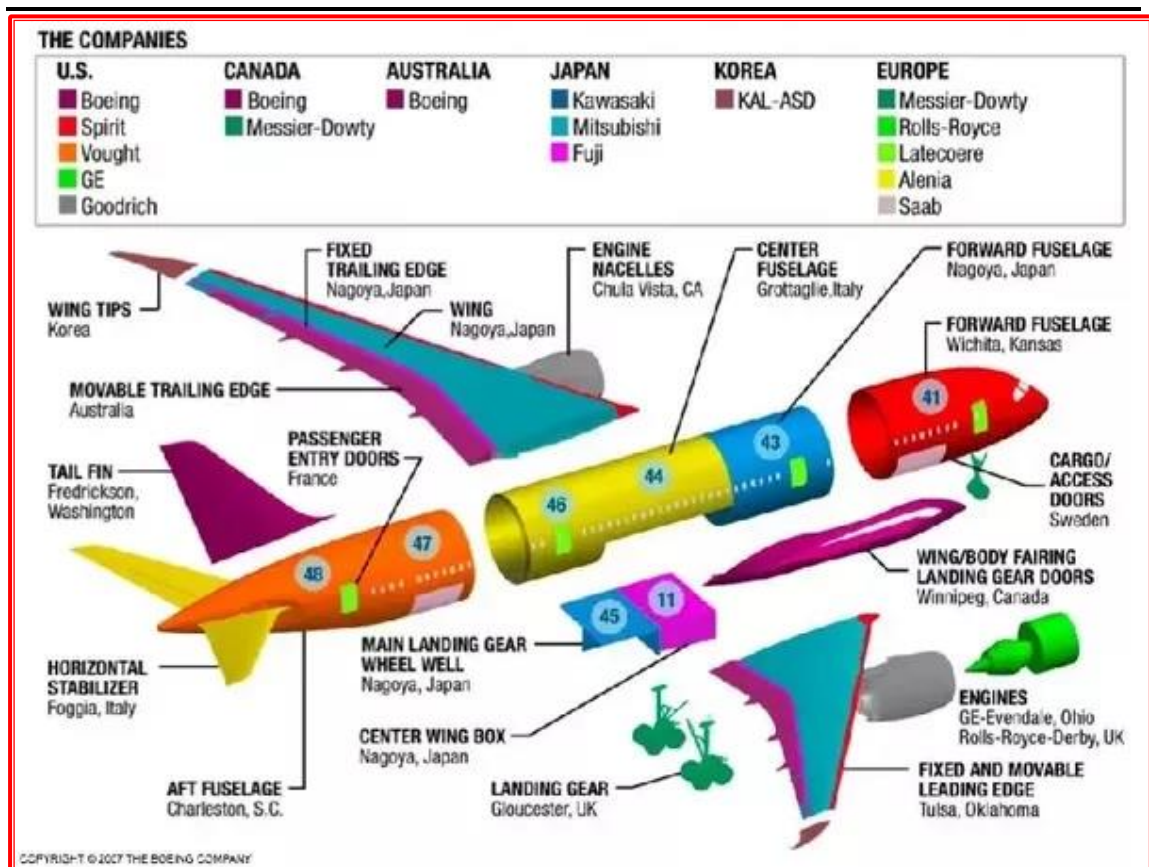 THE COMPANIES
U.S.
Boeing
Spirit
Vought
GE
Goodrich
CANADA
Boeing
Messier-Dowty
AUSTRALIA
Boeing
JAPAN
Kawasaki
Mitsubishi
Fuji
KOREA
KAL-ASD
EUROPE
Messier-Dowty
Rolls-Royce
Latecoere
Alenia
Saab
WING TIPS
Korea
FIXED
TRAILING EDGE
Nagoya,Japan
WING
Nagoya,Japan
ENGINE
NACELLES
Chula Vista, CA
CENTER
FUSELAGE
Grottaglie,Italy
FORWARD FUSELAGE
Nagoya, Japan
FORWARD FUSELAGE
Wichita, Kansas
MOVABLE TRAILING EDGE
Australia
PASSENGER
ENTRY DOORS
France
TAIL FIN
Fredrickson,
Washington
41
43
44
46
47
48
CARGO/
ACCESS
DOORS
Sweden
WING/BODY FAIRING
LANDING GEAR DOORS
Winnipeg, Canada
45
11
MAIN LANDING GEAR
WHEEL WELL
Nagoya, Japan
HORIZONTAL
STABILIZER
Foggia, Italy
CENTER WING BOX
Nagoya, Japan
ENGINES
GE-Evendale, Ohio
Rolls-Royce-Derby, UK
AFT FUSELAGE
Charleston, S.C.
LANDING GEAR
Gloucester, UK
FIXED AND MOVABLE
LEADING EDGE
Tulsa, Oklahoma
COPYRIGHT © 2007 THE BOEING COMPANY